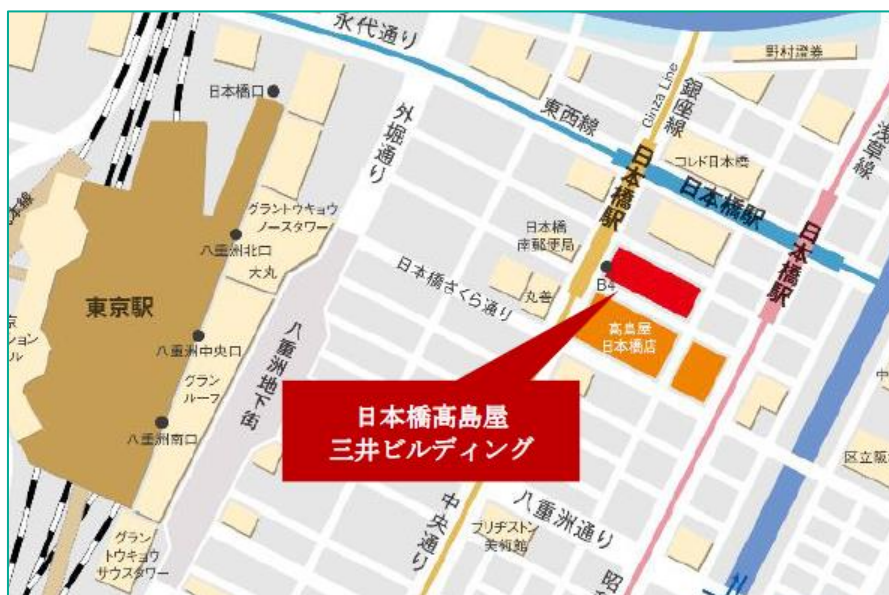 永代通り
野村證券
日本橋口
外堀通り
東西線
Ginza Line
銀座線
浅草線
コレド日本橋
日本橋駅
日本橋駅
日本橋駅
グラントウキョウ
ノースタワー
八重洲北口
大丸
日本橋
南郵便局
日本橋さくら通り
丸善
B4
髙島屋
日本橋店
東京駅
八重洲中央口
グラン
ルーフ
八重洲地下街
八重洲南口
日本橋髙島屋
三井ビルディング
中央通り
八重洲通り
ブリヂストン
美術館
区立阪
グラン
トウキョウ
サウスタワー